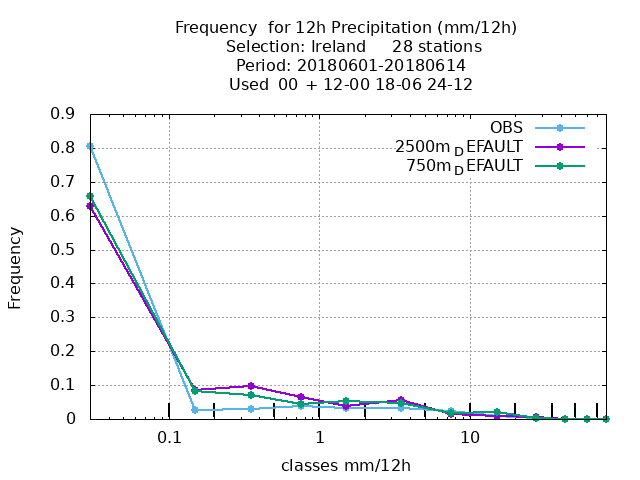 Frequency  for 12h Precipitation (mm/12h)
Selection: Ireland     28 stations
Period: 20180601-20180614
Used  00  + 12-00 18-06 24-12
OBS
2500m_DEFAULT
750m_DEFAULT
0.9
0.8
0.7
0.6
0.5
0.4
0.3
0.2
0.1
0
Frequency
0.1 1 10
classes mm/12h